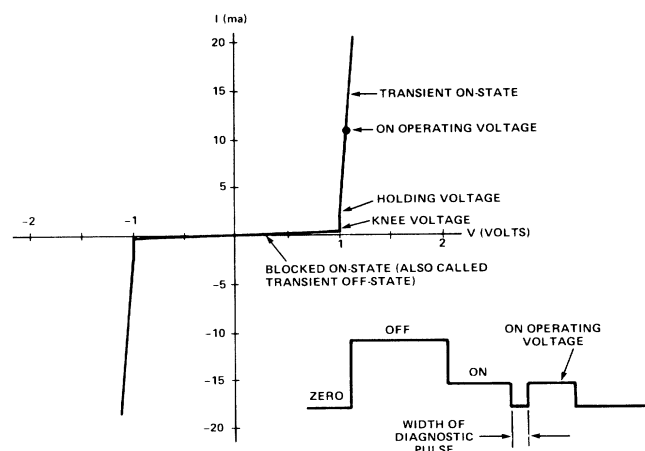 I (ma)
20
15
10
5
TRANSIENT ON-STATE
ON OPERATING VOLTAGE
HOLDING VOLTAGE
KNEE VOLTAGE
-2
-1
1
2
V (VOLTS)
BLOCKED ON-STATE (ALSO CALLED
TRANSIENT OFF-STATE)
-10
-15
-20
OFF
ON OPERATING
VOLTAGE
ON
ZERO
WIDTH OF
DIAGNOSTIC
PULSE